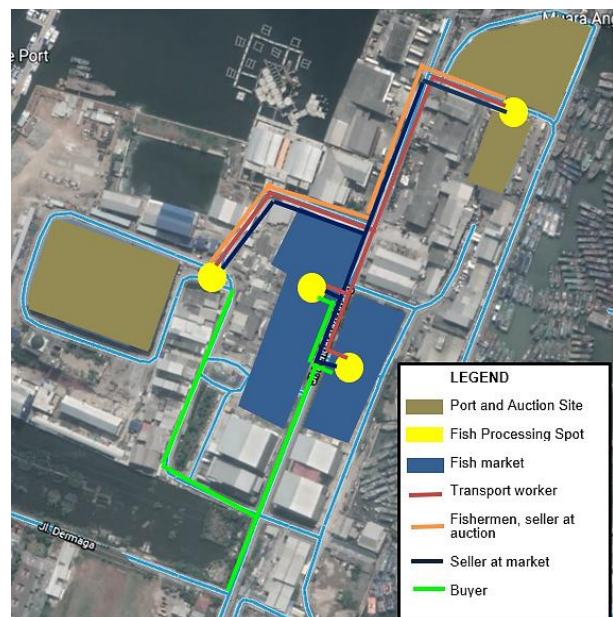 Muara Ang
e Port
Jl. Dermaga
LEGEND
Port and Auction Site
Fish Processing Spot
Fish market
Transport worker
Fishermen, seller at
auction
Seller at market
Buyer